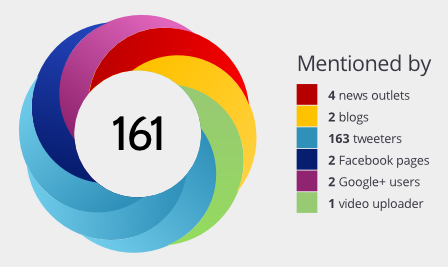 161
Mentioned by
4 news outlets
2 blogs
163 tweeters
2 Facebook pages
2 Google+ users
1 video uploader